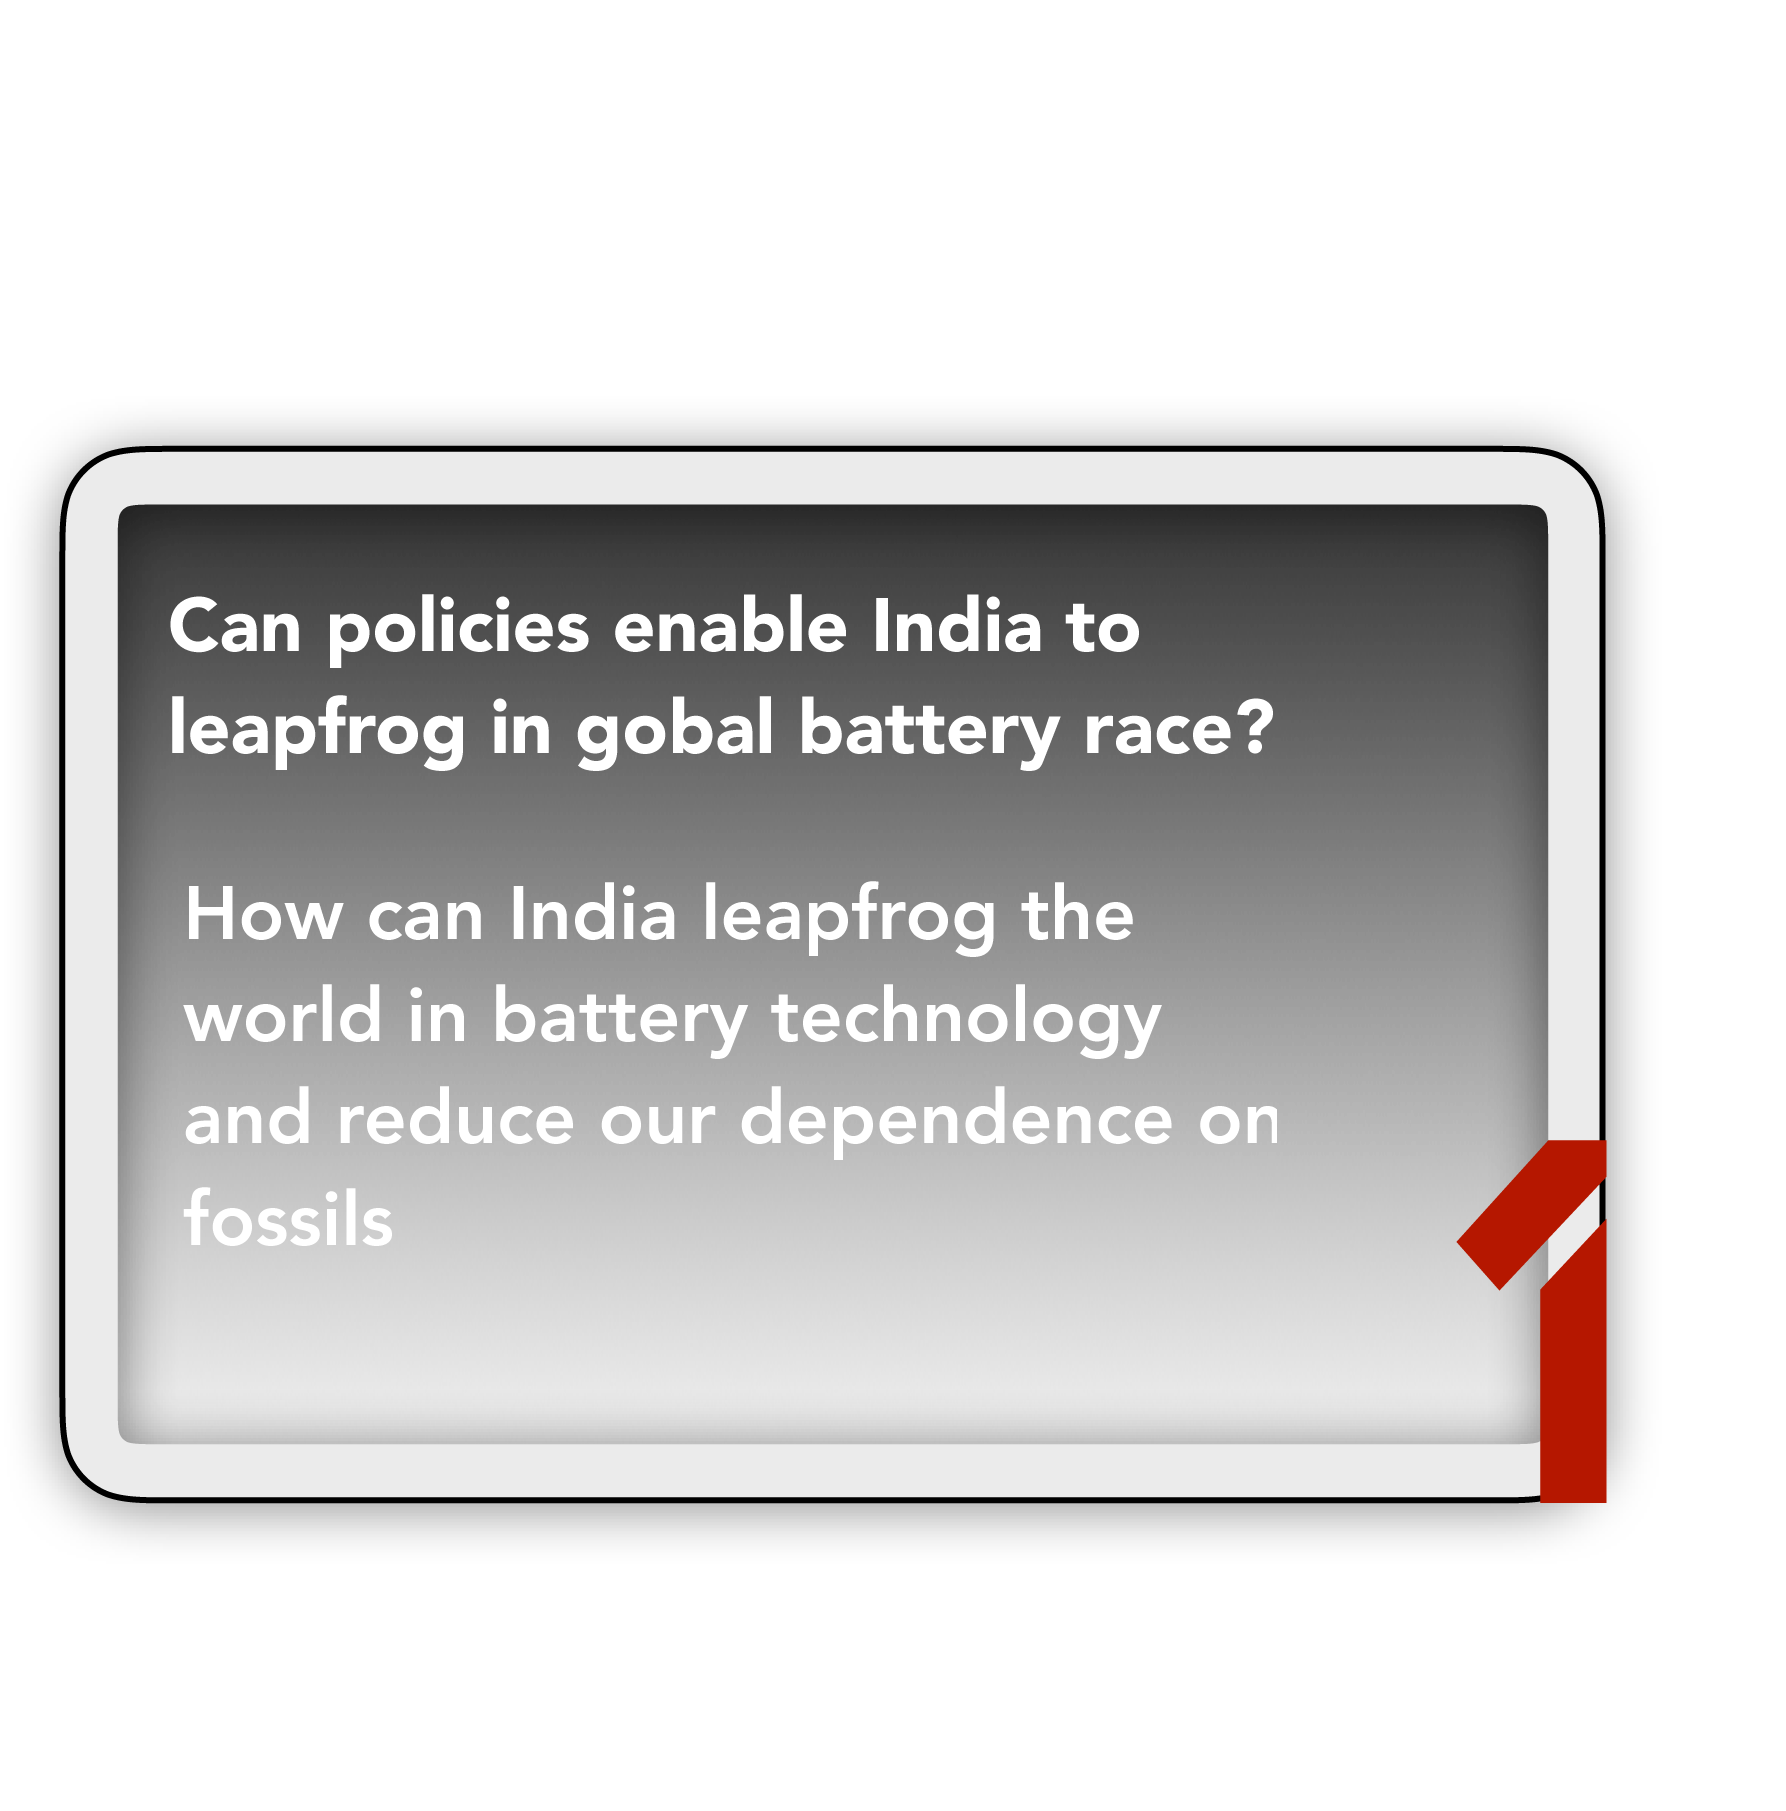 Can policies enable India to
leapfrog in gobal battery race?
How can India leapfrog the
world in battery technology
and reduce our dependence on
fossils
1